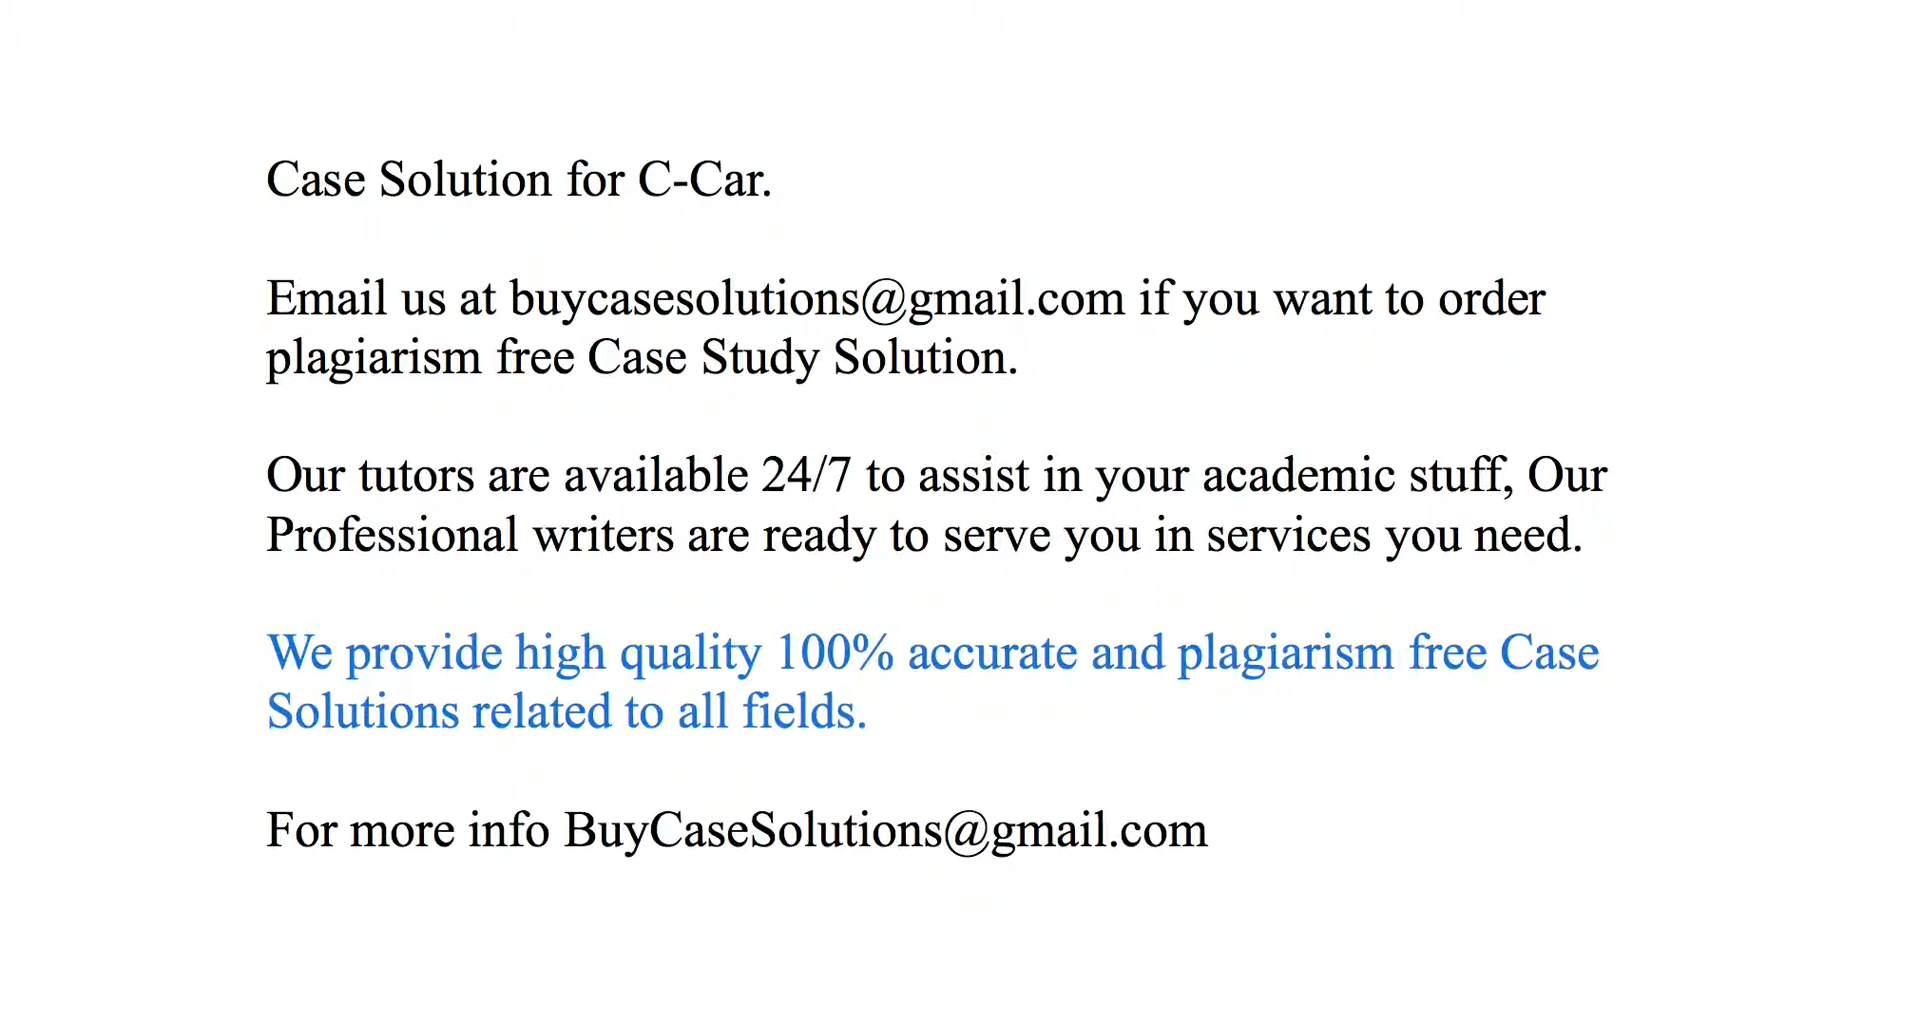 Case Solution for C-Car.
Email us at buycasesolutions@gmail.com if you want to order
plagiarism free Case Study Solution.
Our tutors are available 24/7 to assist in your academic stuff, Our
Professional writers are ready to serve you in services you need.
We provide high quality 100% accurate and plagiarism free Case
Solutions related to all fields.
For more info BuyCaseSolutions@gmail.com